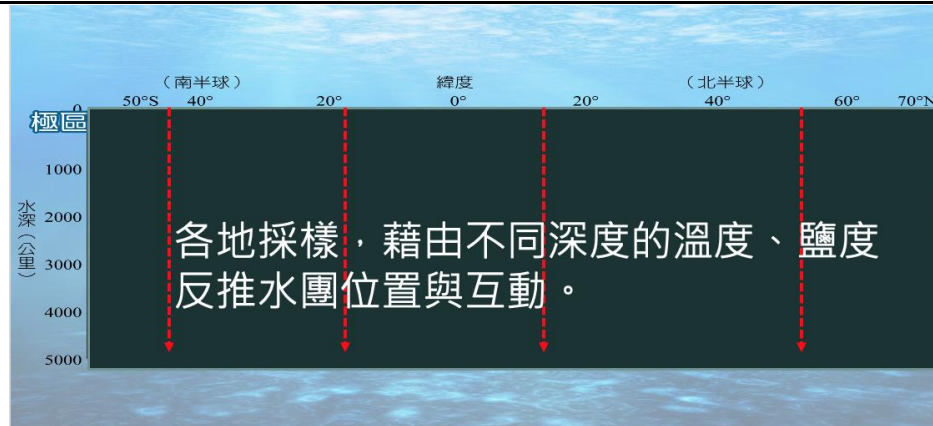 （南半球） 緯度 （北半球）
50°S 40° 20° 0° 20° 40° 60° 70°N
0
極區
1000
2000
3000
4000
5000
水深（公里）
各地採樣，藉由不同深度的溫度、鹽度
反推水團位置與互動。